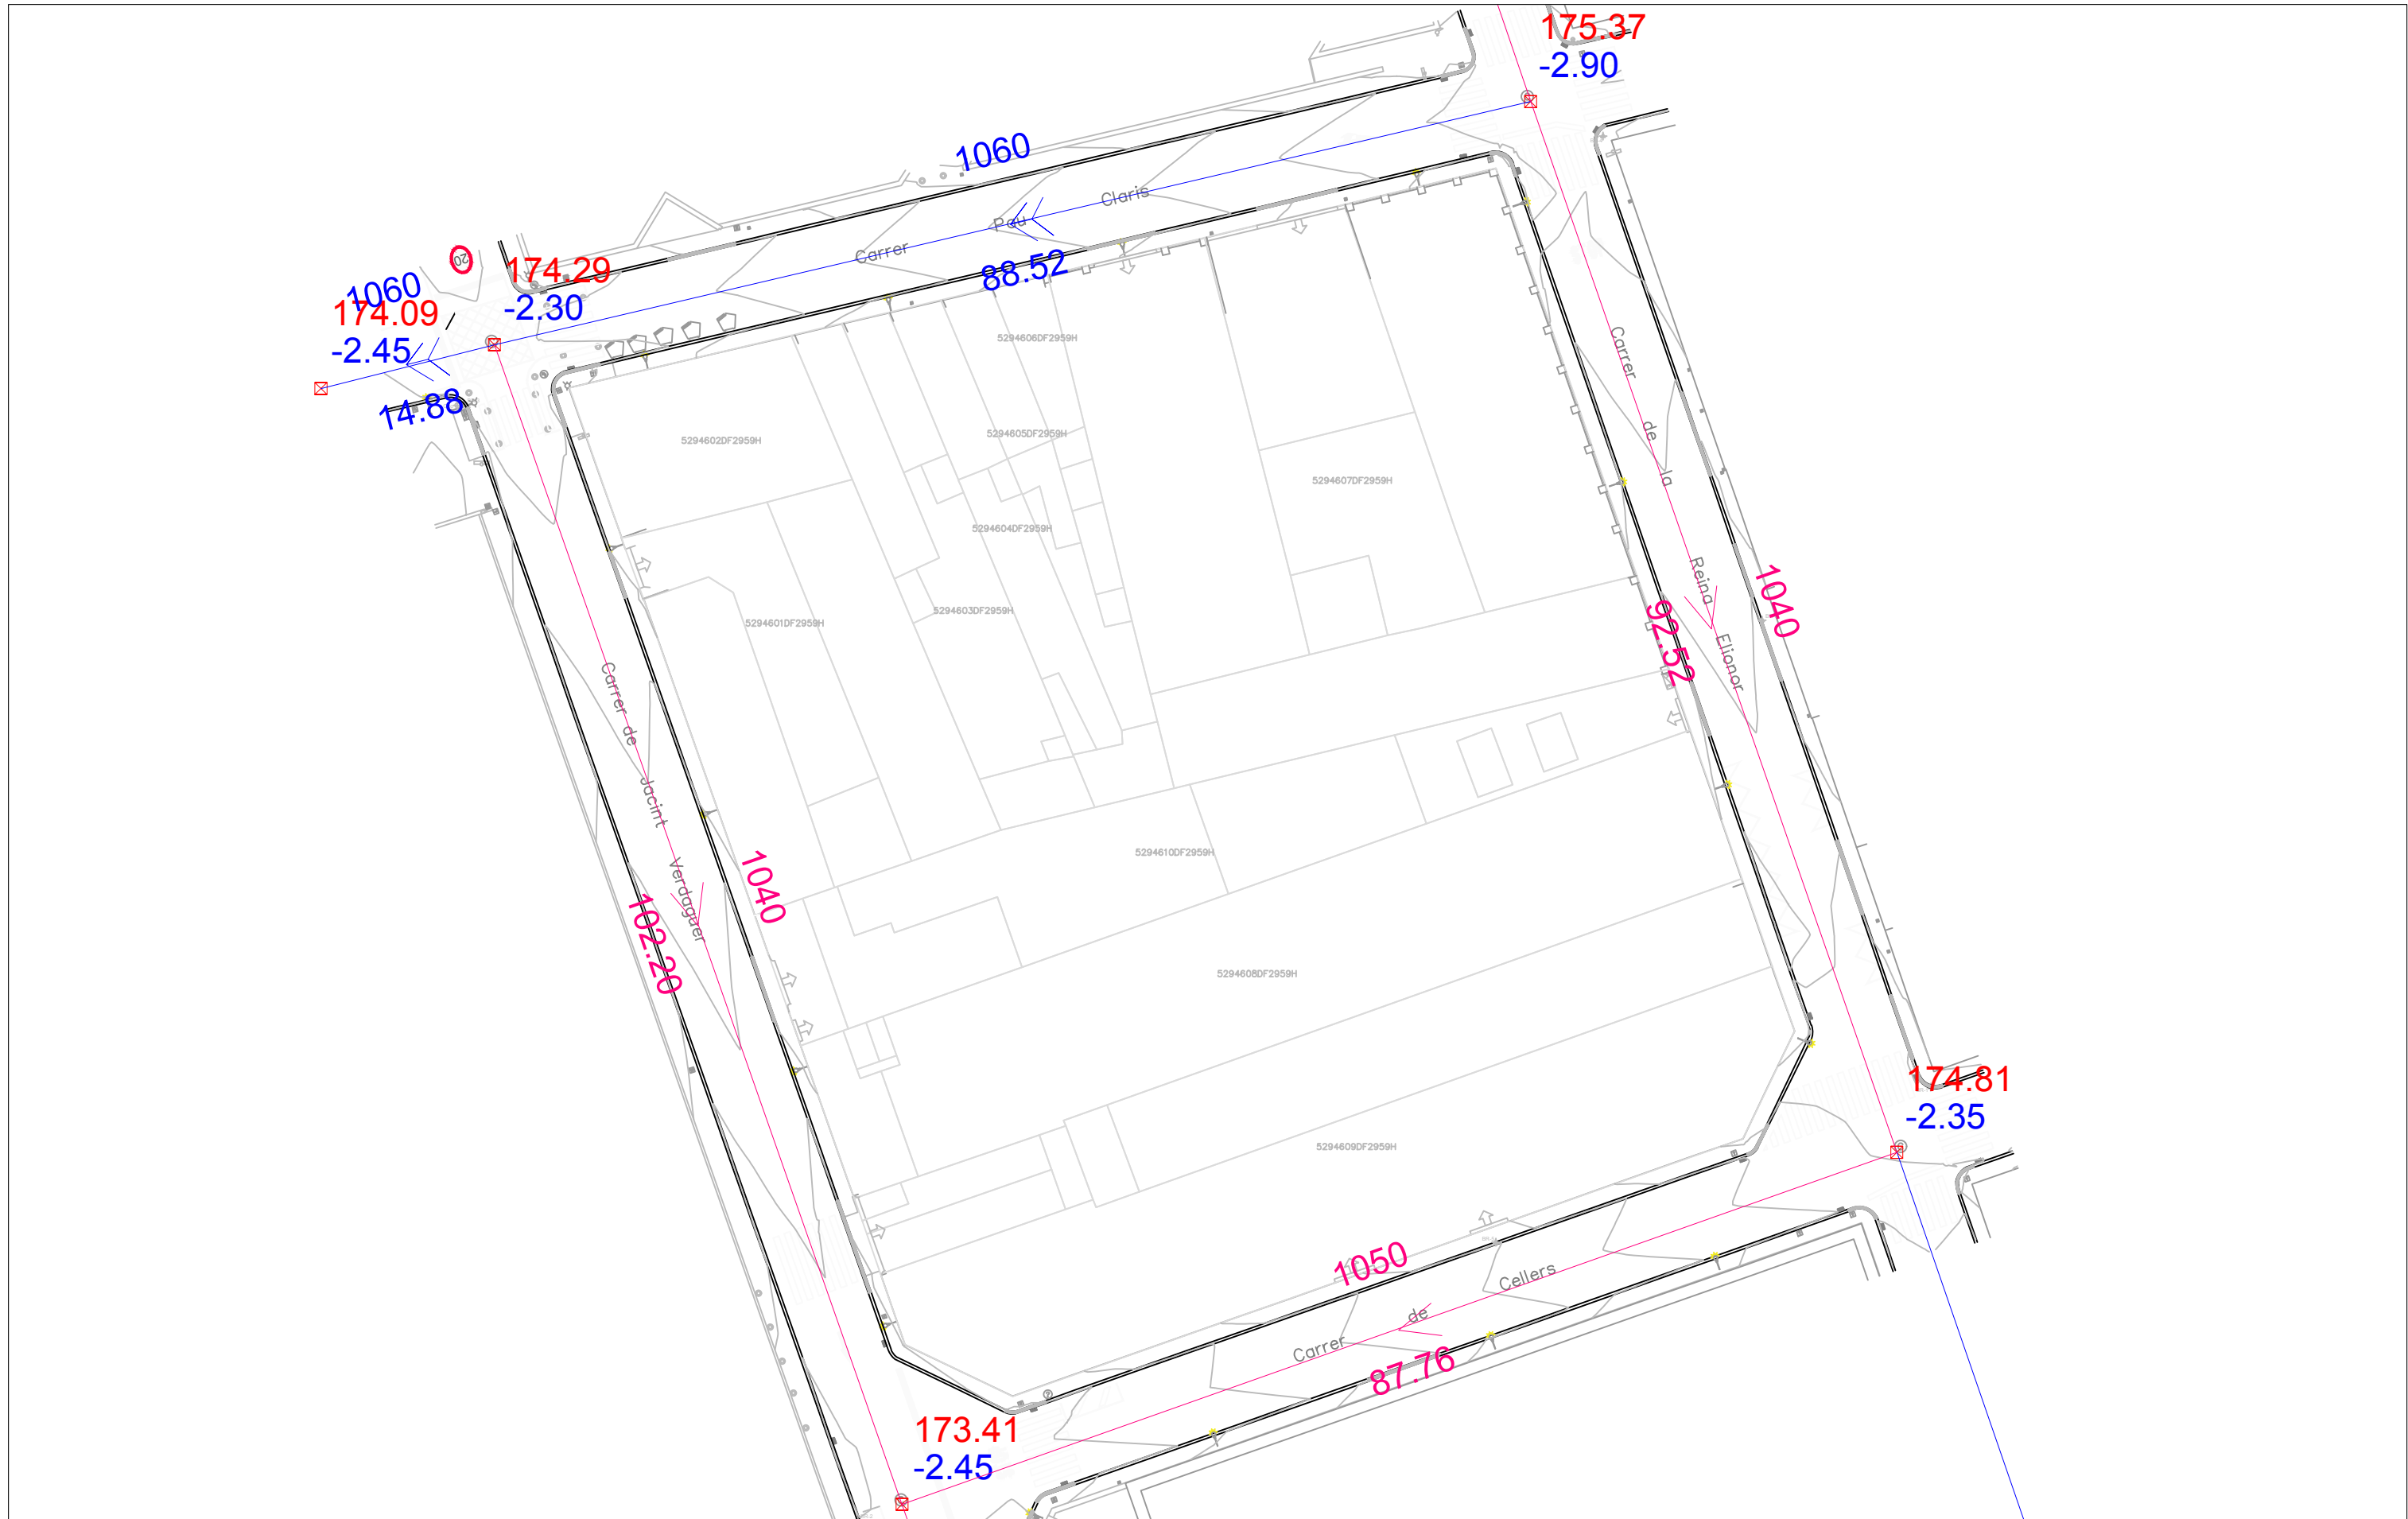 175.37
-2.90
1060
Carrer Pau Claris
88.52
20
174.29
-2.30
1060
174.09
-2.45
14.88
5294606DF2959H
5294602DF2959H
5294605DF2959H
5294607DF2959H
5294604DF2959H
5294603DF2959H
5294601DF2959H
Carrer de la Reina Elionor
1040
92.52
Carrer de Jacint Verdaguer
1040
102.20
5294610DF2959H
5294608DF2959H
5294609DF2959H
174.81
-2.35
1050
Carrer de Cellers
87.76
173.41
-2.45